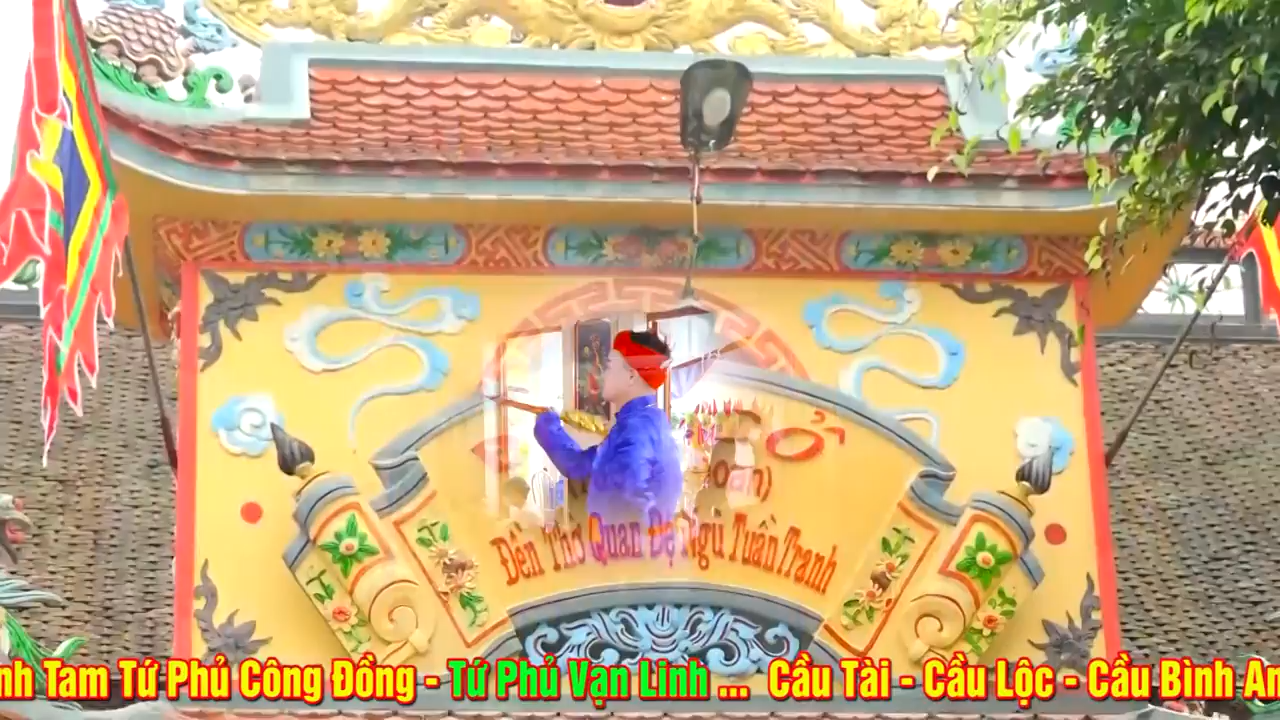 Đền Thờ Quan Đệ Ngũ Tuần Tranh
nh Tam Tứ Phủ Công Đồng - Tứ Phủ Vạn Linh ... Cầu Tài - Cầu Lộc - Cầu Bình An